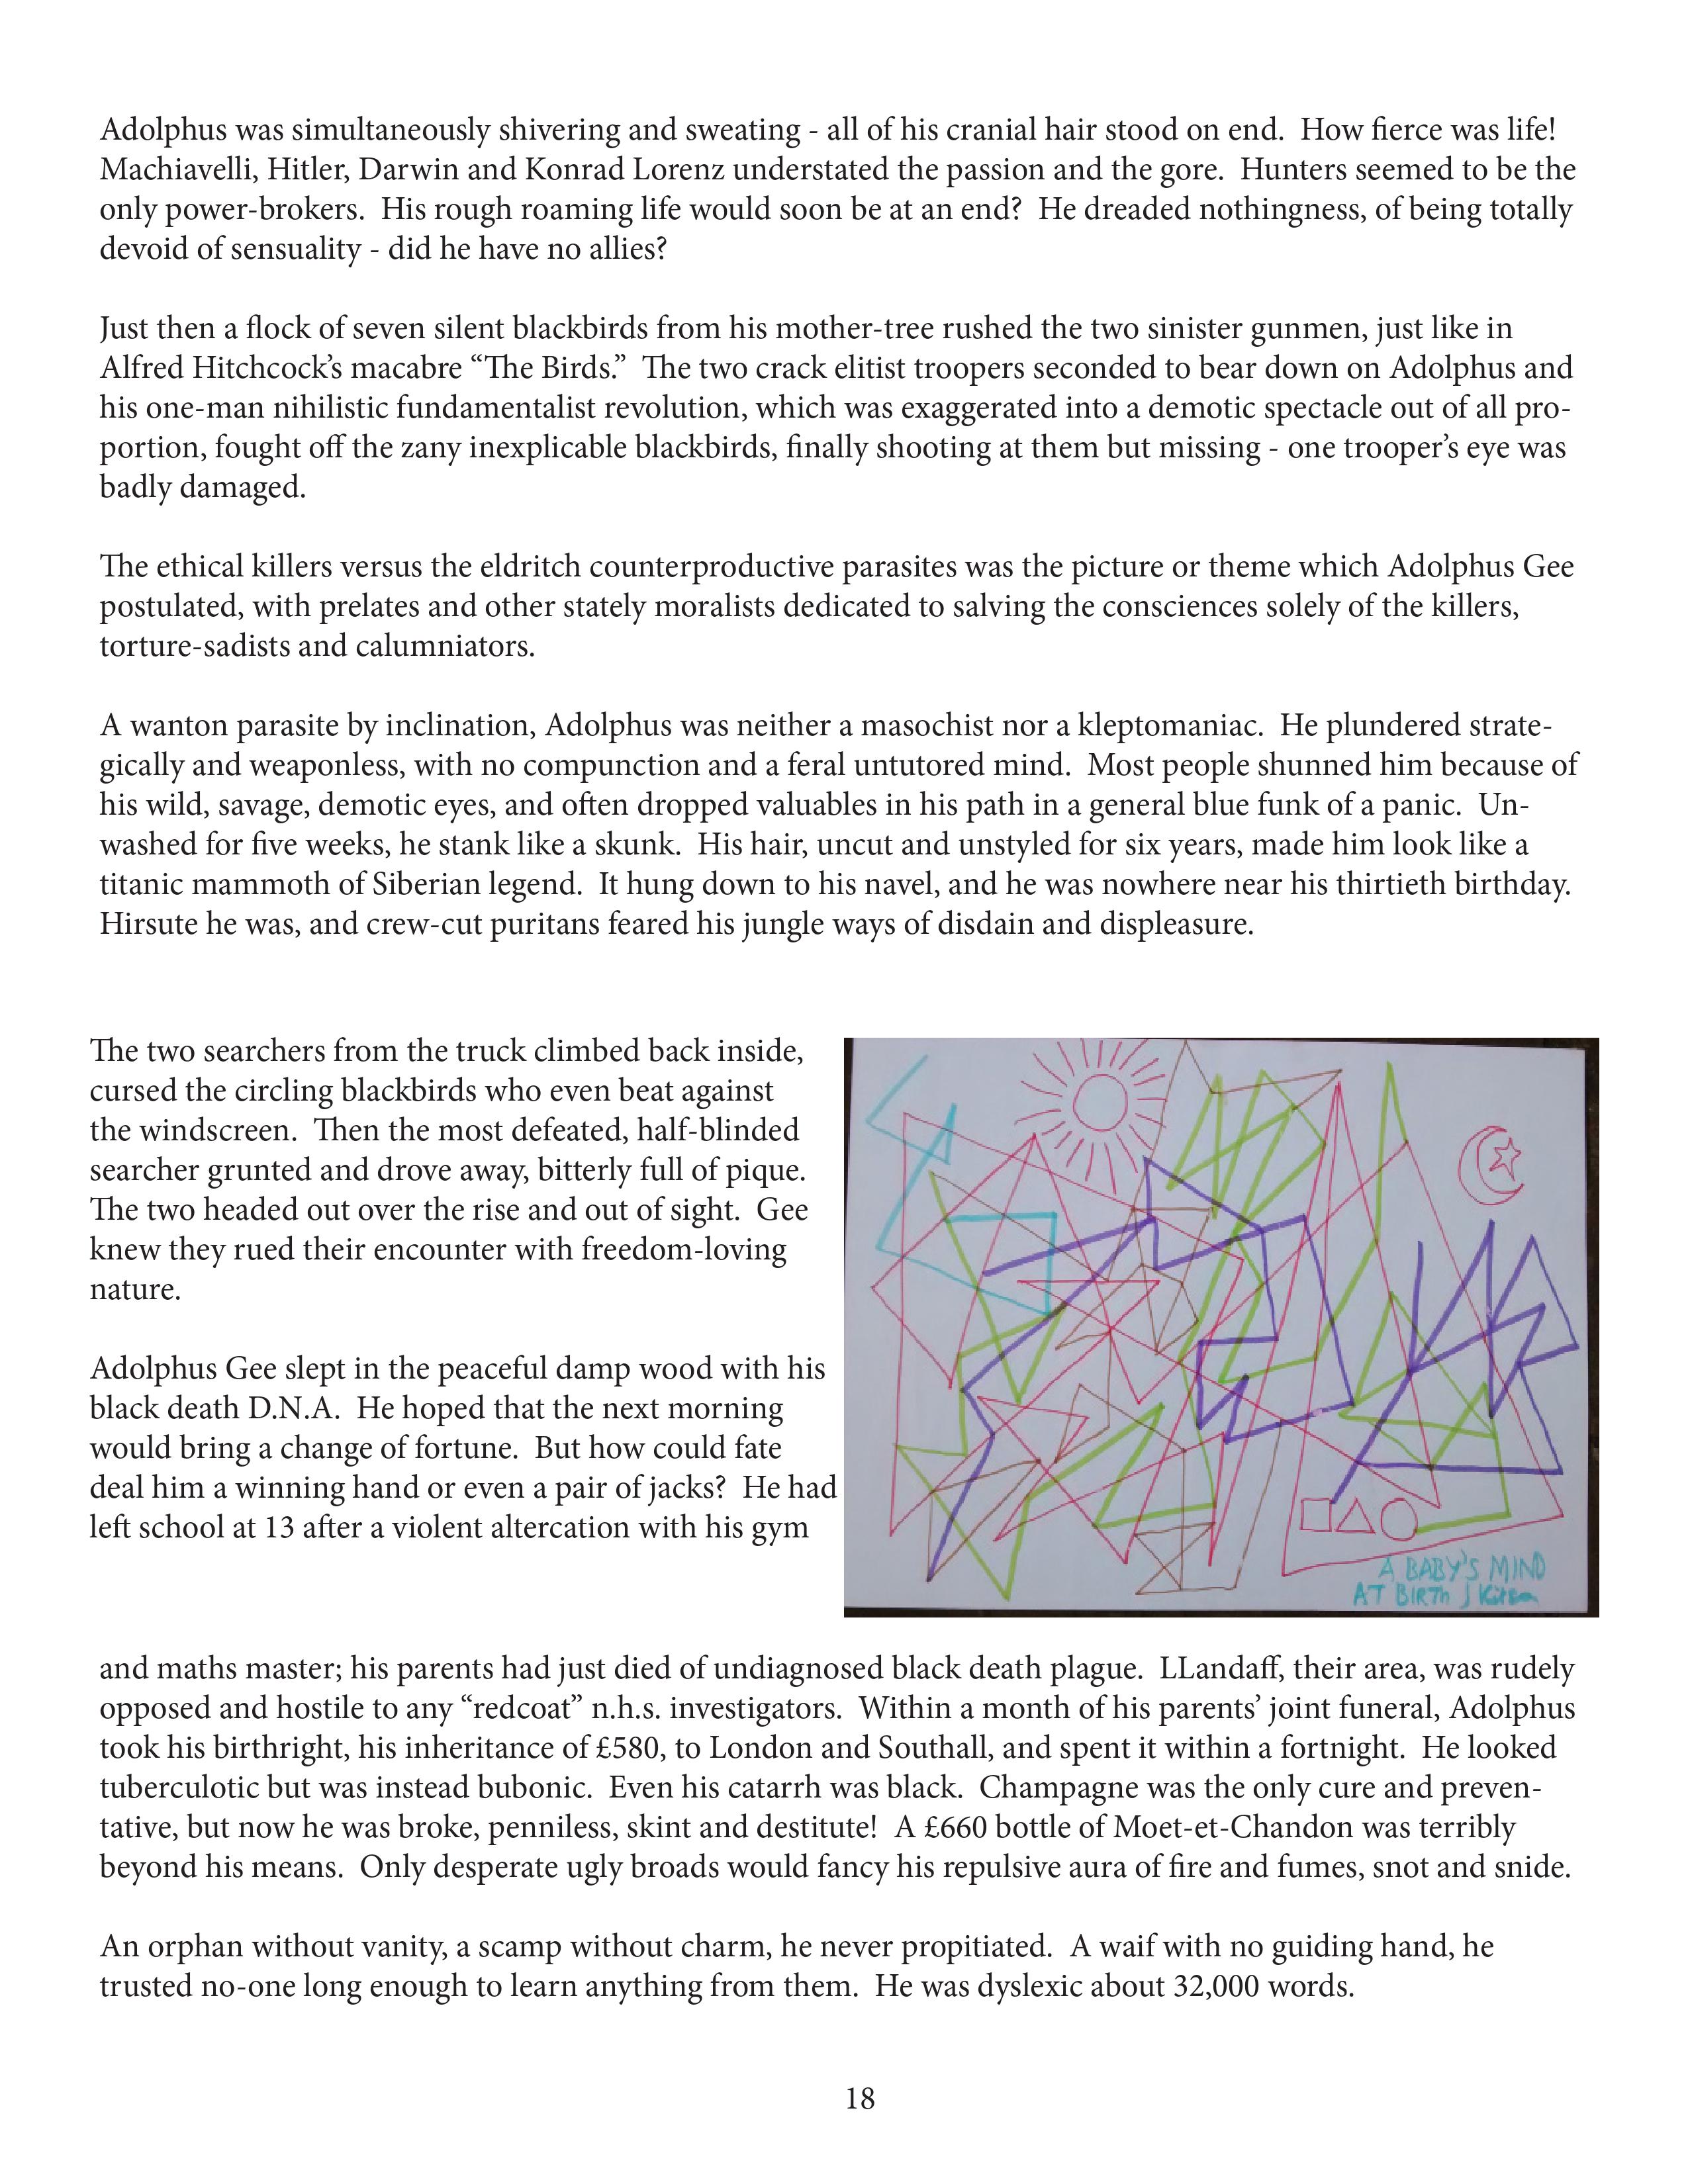 Adolphus was simultaneously shivering and sweating - all of his cranial hair stood on end.  How fierce was life!
Machiavelli, Hitler, Darwin and Konrad Lorenz understated the passion and the gore.  Hunters seemed to be the
only power-brokers.  His rough roaming life would soon be at an end?  He dreaded nothingness, of being totally
devoid of sensuality - did he have no allies?
Just then a flock of seven silent blackbirds from his mother-tree rushed the two sinister gunmen, just like in
Alfred Hitchcock's macabre “The Birds.”  The two crack elitist troopers seconded to bear down on Adolphus and
his one-man nihilistic fundamentalist revolution, which was exaggerated into a demotic spectacle out of all pro-
portion, fought off the zany inexplicable blackbirds, finally shooting at them but missing - one trooper's eye was
badly damaged.
The ethical killers versus the eldritch counterproductive parasites was the picture or theme which Adolphus Gee
postulated, with prelates and other stately moralists dedicated to salving the consciences solely of the killers,
torture-sadists and calumniators.
A wanton parasite by inclination, Adolphus was neither a masochist nor a kleptomaniac.  He plundered strate-
gically and weaponless, with no compunction and a feral untutored mind.  Most people shunned him because of
his wild, savage, demotic eyes, and often dropped valuables in his path in a general blue funk of a panic.  Un-
washed for five weeks, he stank like a skunk.  His hair, uncut and unstyled for six years, made him look like a
titanic mammoth of Siberian legend.  It hung down to his navel, and he was nowhere near his thirtieth birthday.
Hirsute he was, and crew-cut puritans feared his jungle ways of disdain and displeasure.
The two searchers from the truck climbed back inside,
cursed the circling blackbirds who even beat against
the windscreen.  Then the most defeated, half-blinded
searcher grunted and drove away, bitterly full of pique.
The two headed out over the rise and out of sight.  Gee
knew they rued their encounter with freedom-loving
nature.
Adolphus Gee slept in the peaceful damp wood with his
black death D.N.A.  He hoped that the next morning
would bring a change of fortune.  But how could fate
deal him a winning hand or even a pair of jacks?  He had
left school at 13 after a violent altercation with his gym
A BABY'S MIND
AT BIRTH J
and maths master; his parents had just died of undiagnosed black death plague.  LLandaff, their area, was rudely
opposed and hostile to any “redcoat” n.h.s. investigators.  Within a month of his parents' joint funeral, Adolphus
took his birthright, his inheritance of £580, to London and Southall, and spent it within a fortnight.  He looked
tuberculotic but was instead bubonic.  Even his catarrh was black.  Champagne was the only cure and preven-
tative, but now he was broke, penniless, skint and destitute!  A £660 bottle of Moet-et-Chandon was terribly
beyond his means.  Only desperate ugly broads would fancy his repulsive aura of fire and fumes, snot and snide.
An orphan without vanity, a scamp without charm, he never propitiated.  A waif with no guiding hand, he
trusted no-one long enough to learn anything from them.  He was dyslexic about 32,000 words.
18